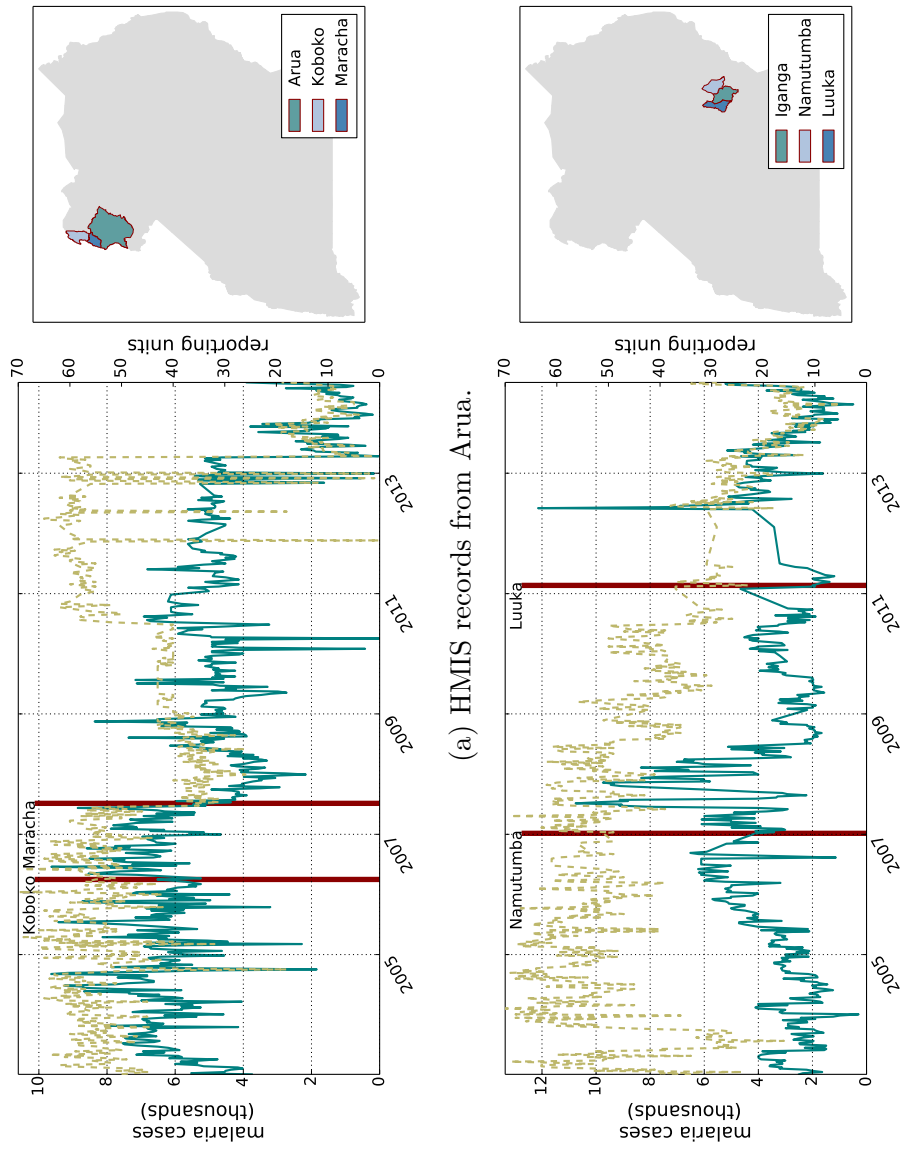 malaria cases
(thousands)
10
8
6
4
2
0
Koboko
Maracha
2005
2007
2009
2011
2013
70
60
50
40
30
20
10
0
reporting units
Arua
Koboko
Maracha
(a) HMIS records from Arua.
malaria cases
(thousands)
12
10
8
6
4
2
0
Namutumba
Luuka
2005
2007
2009
2011
2013
70
60
50
40
30
20
10
0
reporting units
Iganga
Namutumba
Luuka